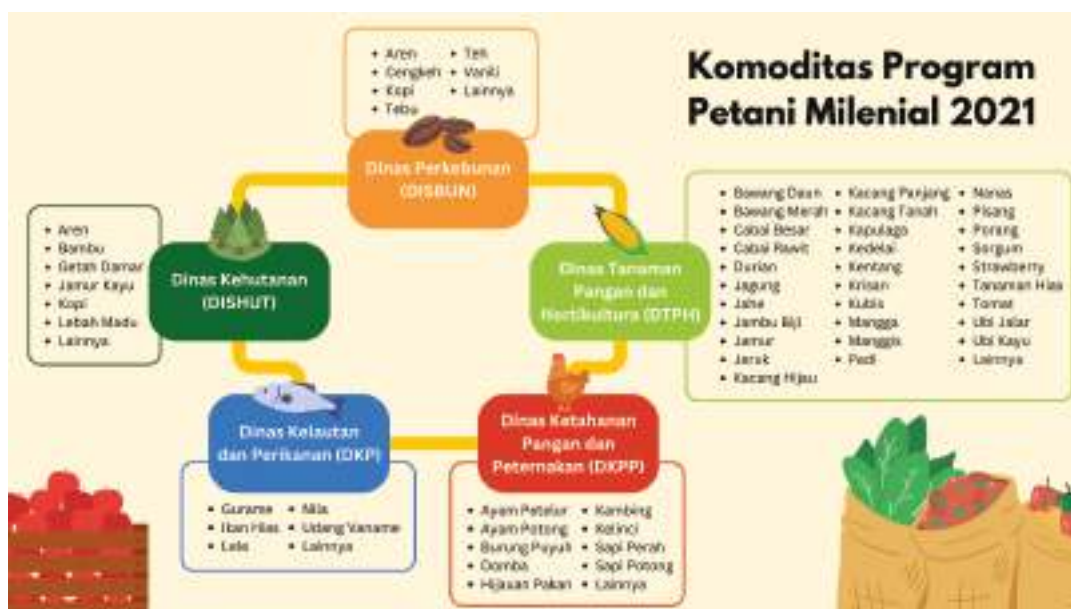 Komoditas Program
Petani Milenial 2021
Aren
Cengkeh
Kopi
Tebu
Teh
Vanili
Lainnya
Dinas Perkebunan
(DISBUN)
Aren
Bambu
Getah Damar
Jamur Kayu
Kopi
Lebah Madu
Lainnya
Dinas Kehutanan
(DISHUT)
Dinas Tanaman
Pangan dan
Hortikultura (DTPH)
Bawang Daun
Bawang Merah
Cabai Besar
Cabai Rawit
Durian
Jagung
Jahe
Jambu Biji
Jamur
Jeruk
Kacang Hijau
Kacang Panjang
Kacang Tanah
Kapulaga
Kedelai
Kentang
Krisan
Kubis
Mangga
Manggis
Padi
Nanas
Pisang
Porang
Sorgum
Strawberry
Tanaman Hias
Tomat
Ubi Jalar
Ubi Kayu
Lainnya
Dinas Kelautan
dan Perikanan (DKP)
Gurame
Ikan Hias
Lele
Nila
Udang Vaname
Lainnya
Dinas Ketahanan
Pangan dan
Peternakan (DKPP)
Ayam Petelur
Ayam Potong
Burung Puyuh
Domba
Hijauan Pakan
Kambing
Kelinci
Sapi Perah
Sapi Potong
Lainnya